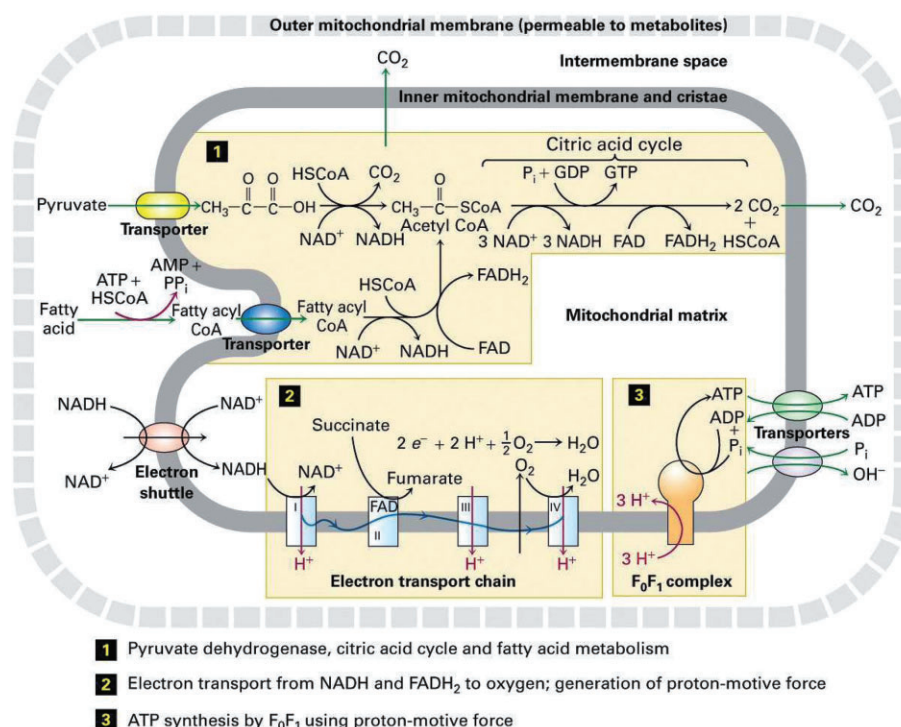 Outer mitochondrial membrane (permeable to metabolites)
CO₂
Intermembrane space
Inner mitochondrial membrane and cristae
1
Citric acid cycle
HSCoA
CO₂
O O
O
Pᵢ + GDP
GTP
Pyruvate
CH₃ C C OH
CH₃ C SCoA
2 CO₂
CO₂
Transporter
Acetyl CoA
+
NAD⁺
NADH
3 NAD⁺
3 NADH
FAD
FADH₂
HSCoA
ATP +
HSCoA
AMP +
PPᵢ
HSCoA
FADH₂
Fatty
acid
Fatty acyl
CoA
Fatty acyl
CoA
Mitochondrial matrix
Transporter
NAD⁺
NADH
FAD
2
3
NADH
NAD⁺
ATP
ATP
Succinate
ADP
ADP
2 e⁻ + 2 H⁺ + ½ O₂ → H₂O
+
Transporters
Pᵢ
Pᵢ
NAD⁺
Electron
shuttle
NADH
NAD⁺
Fumarate
O₂
H₂O
OH⁻
I
FAD
II
III
IV
3 H⁺
H⁺
H⁺
H⁺
3 H⁺
Electron transport chain
F₀F₁ complex
1 Pyruvate dehydrogenase, citric acid cycle and fatty acid metabolism
2 Electron transport from NADH and FADH₂ to oxygen; generation of proton-motive force
3 ATP synthesis by F₀F₁ using proton-motive force